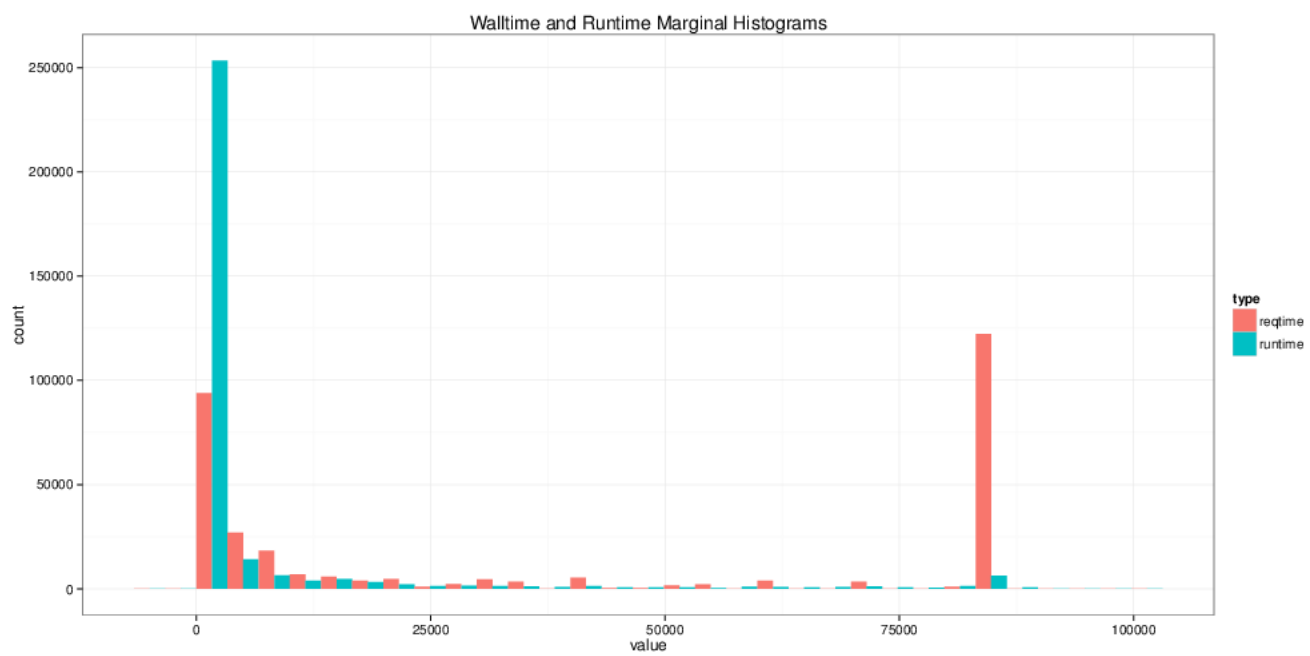 Walltime and Runtime Marginal Histograms
250000
200000
150000
100000
50000
0
count
0 25000 50000 75000 100000
value
type
reqtime
runtime